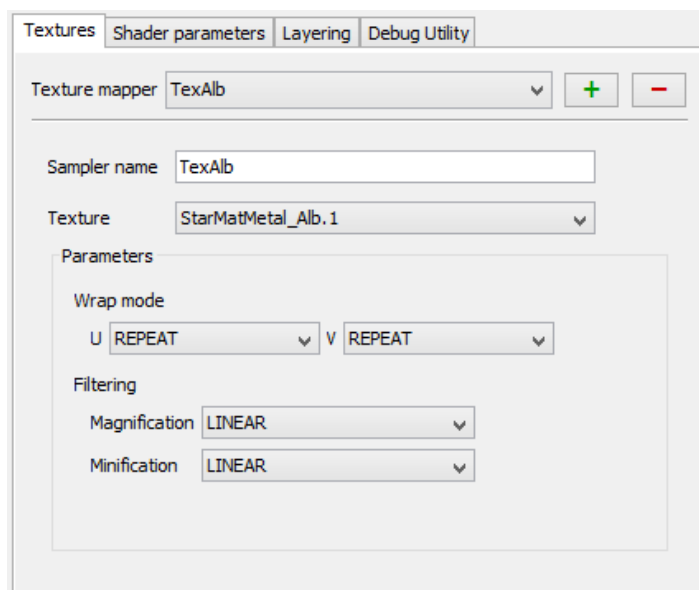 Textures Shader parameters Layering Debug Utility
Texture mapper TexAlb + −
Sampler name TexAlb
Texture StarMatMetal_Alb.1
Parameters
Wrap mode
U REPEAT V REPEAT
Filtering
Magnification LINEAR
Minification LINEAR